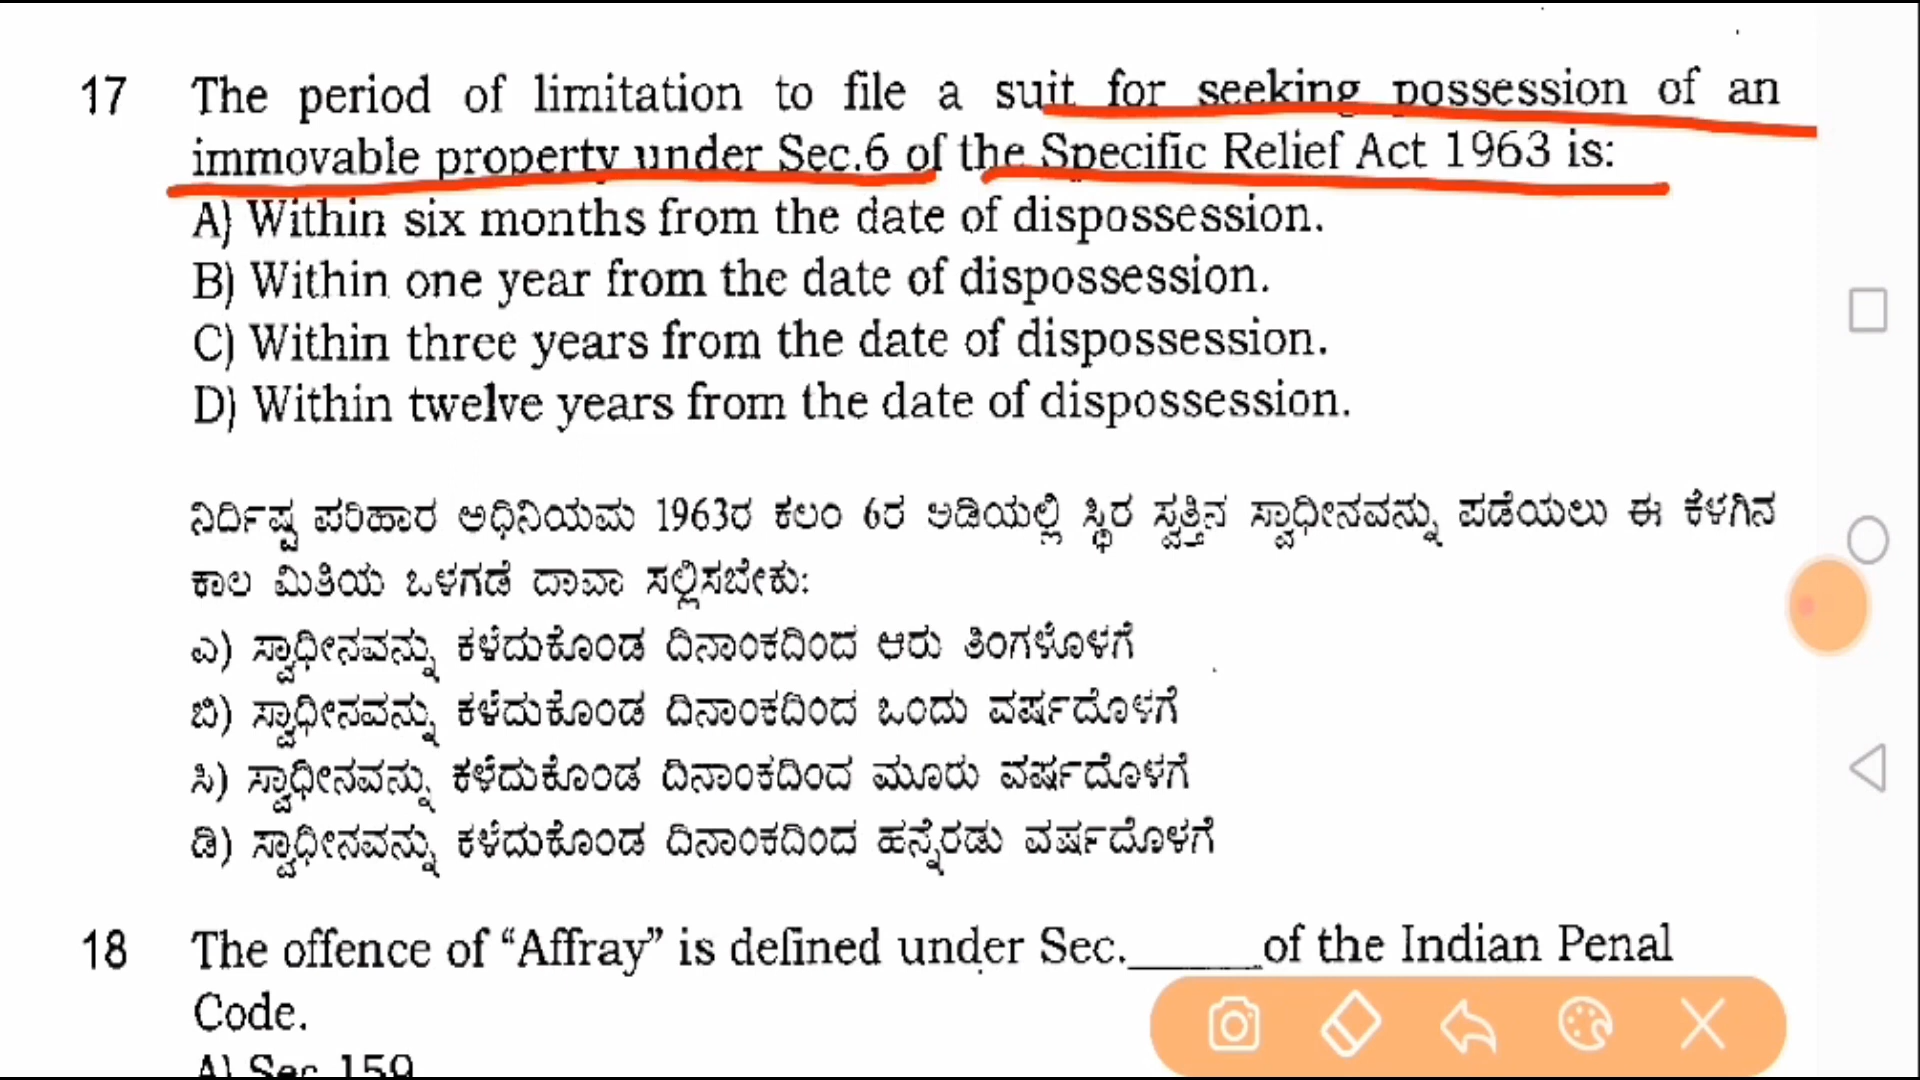 17 The period of limitation to file a suit for seeking possession of an
immovable property under Sec.6 of the Specific Relief Act 1963 is:
A) Within six months from the date of dispossession.
B) Within one year from the date of dispossession.
C) Within three years from the date of dispossession.
D) Within twelve years from the date of dispossession.
ನಿರ್ದಿಷ್ಟ ಪರಿಹಾರ ಅಧಿನಿಯಮ 1963ರ ಕಲಂ 6ರ ಅಡಿಯಲ್ಲಿ ಸ್ಥಿರ ಸ್ವತ್ತಿನ ಸ್ವಾಧೀನವನ್ನು ಪಡೆಯಲು ಈ ಕೆಳಗಿನ
ಕಾಲ ಮಿತಿಯ ಒಳಗಡೆ ದಾವಾ ಸಲ್ಲಿಸಬೇಕು:
ಎ) ಸ್ವಾಧೀನವನ್ನು ಕಳೆದುಕೊಂಡ ದಿನಾಂಕದಿಂದ ಆರು ತಿಂಗಳೊಳಗೆ
ಬಿ) ಸ್ವಾಧೀನವನ್ನು ಕಳೆದುಕೊಂಡ ದಿನಾಂಕದಿಂದ ಒಂದು ವರ್ಷದೊಳಗೆ
ಸಿ) ಸ್ವಾಧೀನವನ್ನು ಕಳೆದುಕೊಂಡ ದಿನಾಂಕದಿಂದ ಮೂರು ವರ್ಷದೊಳಗೆ
ಡಿ) ಸ್ವಾಧೀನವನ್ನು ಕಳೆದುಕೊಂಡ ದಿನಾಂಕದಿಂದ ಹನ್ನೆರಡು ವರ್ಷದೊಳಗೆ
18 The offence of “Affray” is defined under Sec.______of the Indian Penal
Code.
A) Sec 159